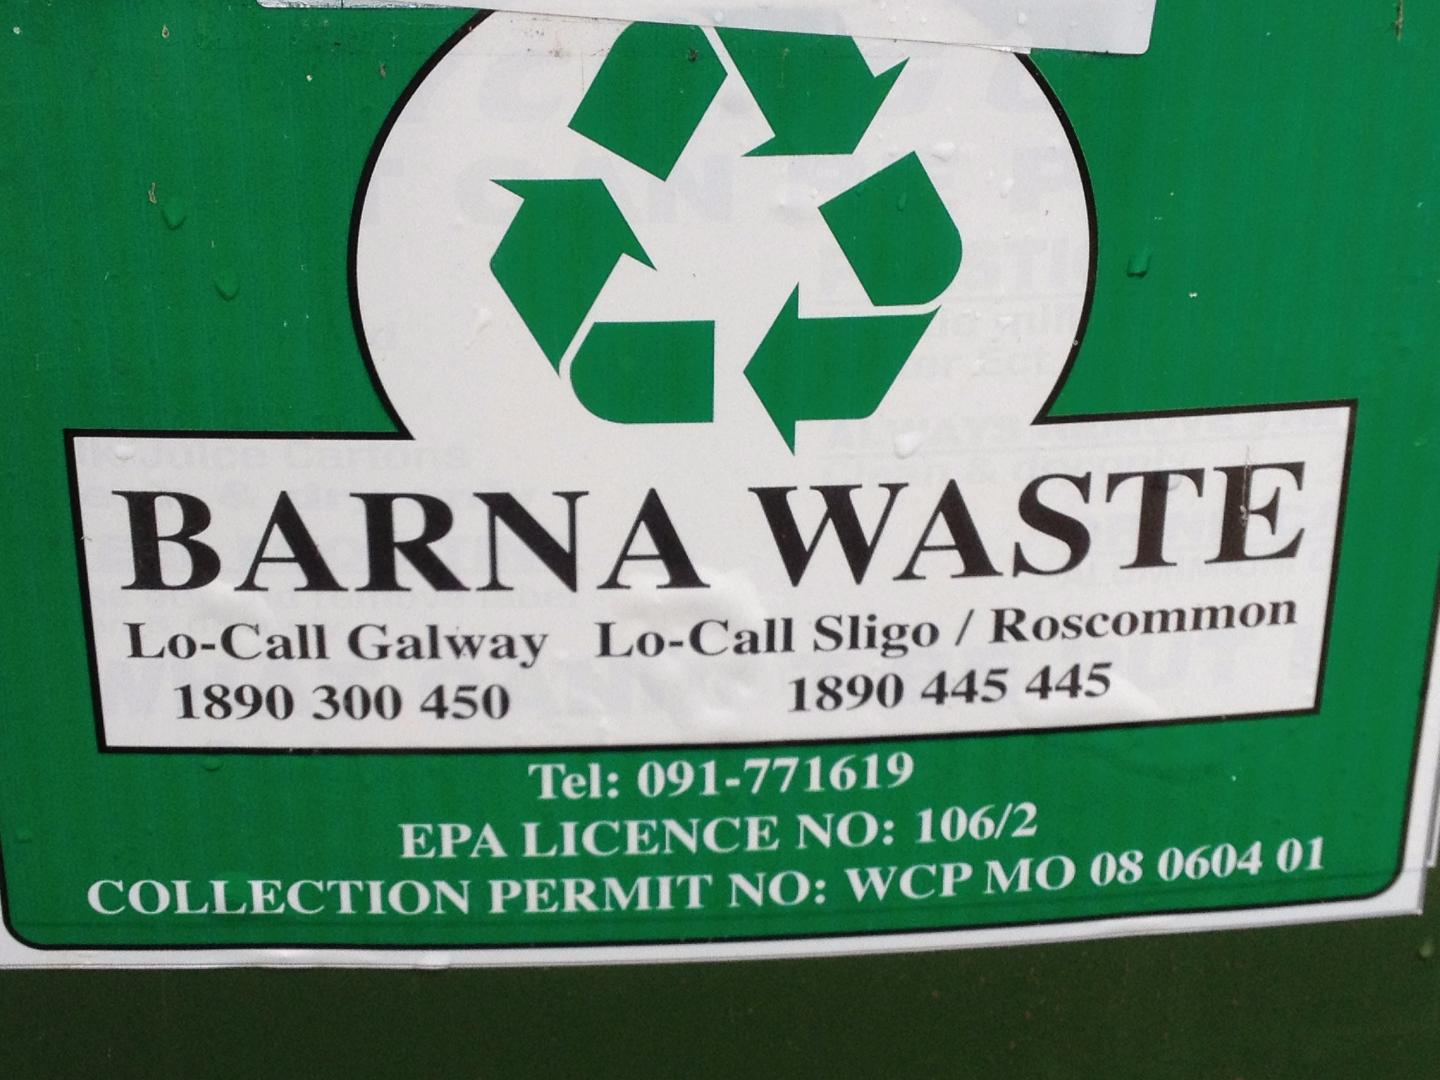 BARNA WASTE
Lo-Call Galway Lo-Call Sligo / Roscommon
1890 300 450 1890 445 445
Tel: 091-771619
EPA LICENCE NO: 106/2
COLLECTION PERMIT NO: WCP MO 08 0604 01